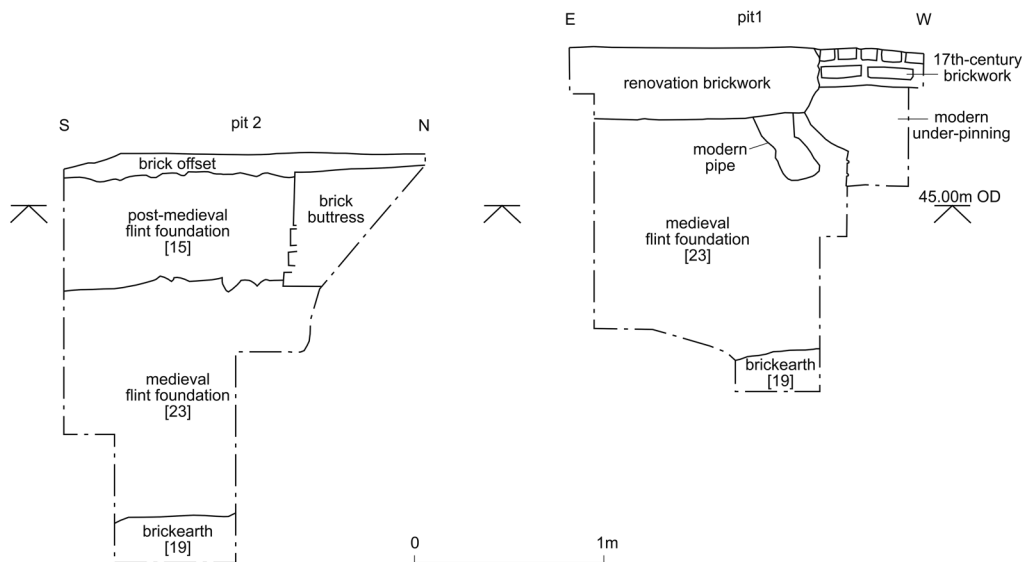 S
pit 2
N
brick offset
post-medieval
flint foundation
[15]
brick
buttress
medieval
flint foundation
[23]
brickearth
[19]
E
pit1
W
renovation brickwork
17th-century
brickwork
modern
under-pinning
modern
pipe
45.00m OD
medieval
flint foundation
[23]
brickearth
[19]
0
1m